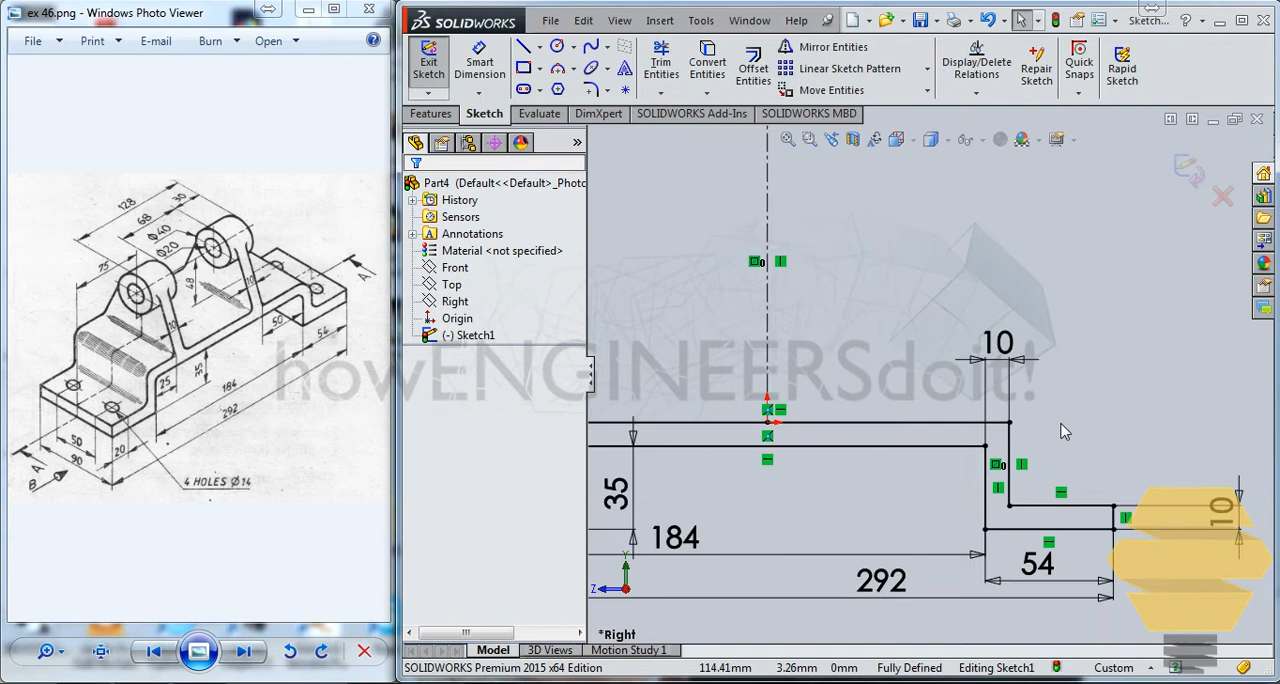 ex 46.png - Windows Photo Viewer
File Print E-mail Burn Open
128
68
30
Φ40
Φ20
75
48
10
10
50
54
35
25
184
292
50
90
20
A
A
B
4 HOLES Φ14
SOLIDWORKS File Edit View Insert Tools Window Help Sketch... ?
Exit Sketch
Smart Dimension
Trim Entities
Convert Entities
Offset Entities
Mirror Entities
Linear Sketch Pattern
Move Entities
Display/Delete Relations
Repair Sketch
Quick Snaps
Rapid Sketch
Features Sketch Evaluate DimXpert SOLIDWORKS Add-Ins SOLIDWORKS MBD
Part4 (Default<<Default>_Photo
History
Sensors
Annotations
Material <not specified>
Front
Top
Right
Origin
(-) Sketch1
howENGINEERSdoit!
10
35
184
292
54
10
Y
Z
*Right
Model 3D Views Motion Study 1
SOLIDWORKS Premium 2015 x64 Edition 114.41mm 3.26mm 0mm Fully Defined Editing Sketch1 Custom